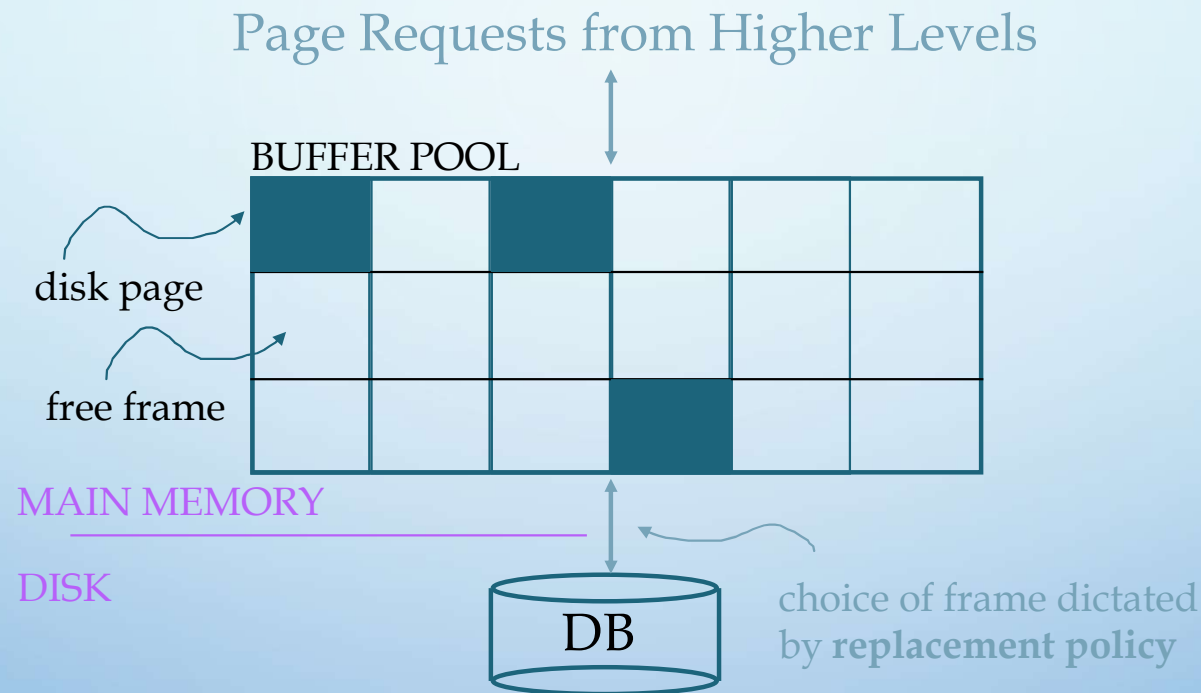 Page Requests from Higher Levels
BUFFER POOL
disk page
free frame
MAIN MEMORY
DISK
DB
choice of frame dictated
by replacement policy